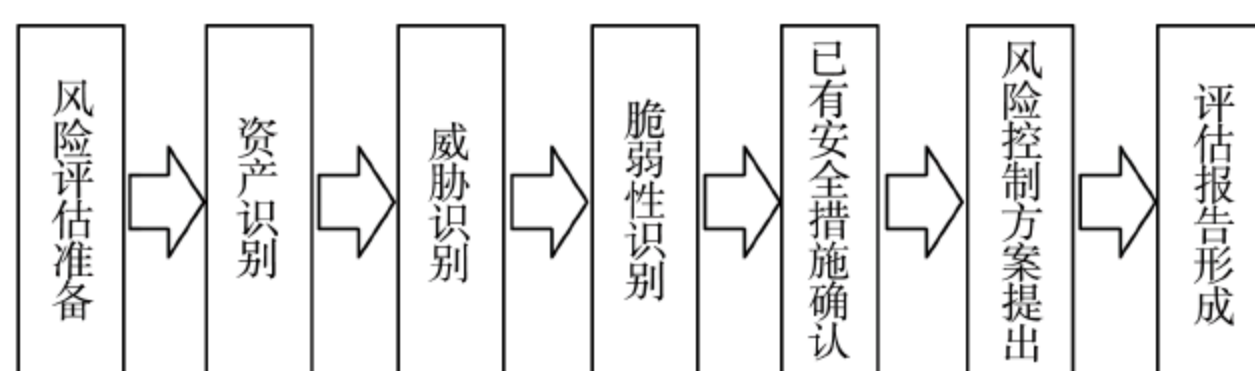 风险评估准备
资产识别
威胁识别
脆弱性识别
已有安全措施确认
风险控制方案提出
评估报告形成